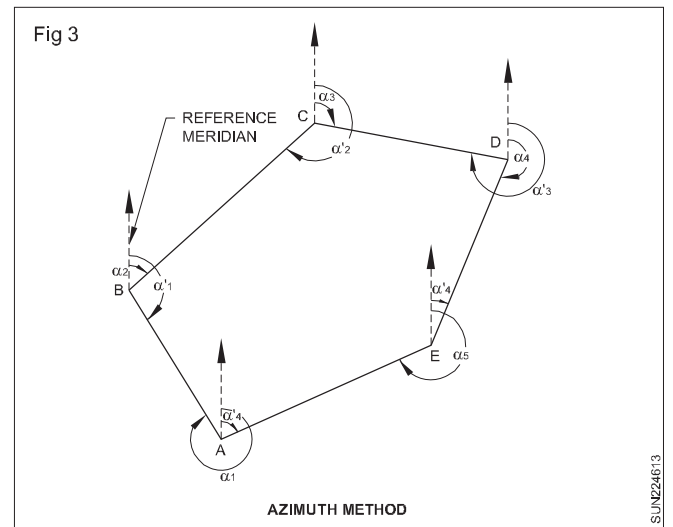 Fig 3
REFERENCE
MERIDIAN
C
α3
α'2
D
α4
α'3
α2
B
α'1
α'4
E
α5
α'4
A
α1
AZIMUTH METHOD
SUN224613